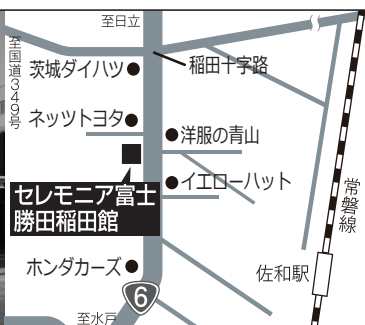 至日立
至国道349号
茨城ダイハツ
稲田十字路
ネッツトヨタ
洋服の青山
イエローハット
セレモニア富士
勝田稲田館
常磐線
ホンダカーズ
佐和駅
6
至水戸